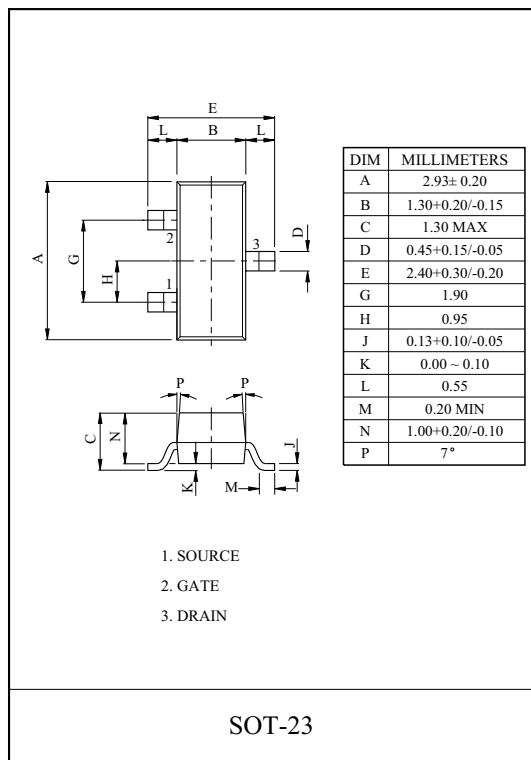 E
L B L
A
G
H
D
2
1
3
DIM MILLIMETERS
A 2.93± 0.20
B 1.30+0.20/-0.15
C 1.30 MAX
D 0.45+0.15/-0.05
E 2.40+0.30/-0.20
G 1.90
H 0.95
J 0.13+0.10/-0.05
K 0.00 ~ 0.10
L 0.55
M 0.20 MIN
N 1.00+0.20/-0.10
P 7°
P P
C
N
K
M
J
1. SOURCE
2. GATE
3. DRAIN
SOT-23